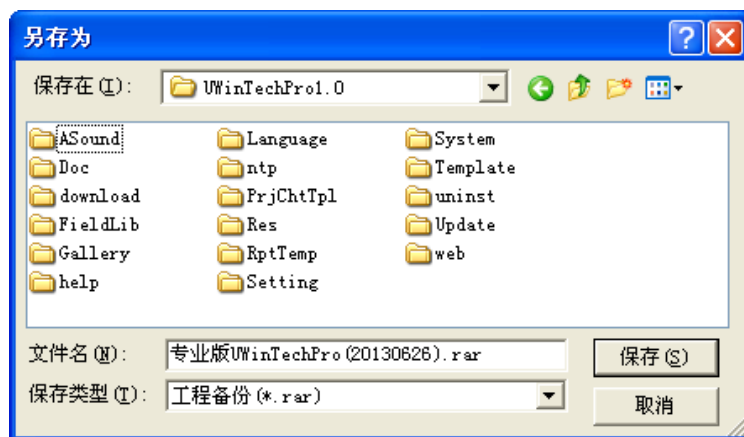 另存为
保存在(I):
UWinTechPro1.0
ASound
Language
System
Doc
ntp
Template
download
PrjChtTpl
uninst
FieldLib
Res
Update
Gallery
RptTemp
web
help
Setting
文件名(N):
专业版UWinTechPro(20130626).rar
保存(S)
保存类型(T):
工程备份(*.rar)
取消